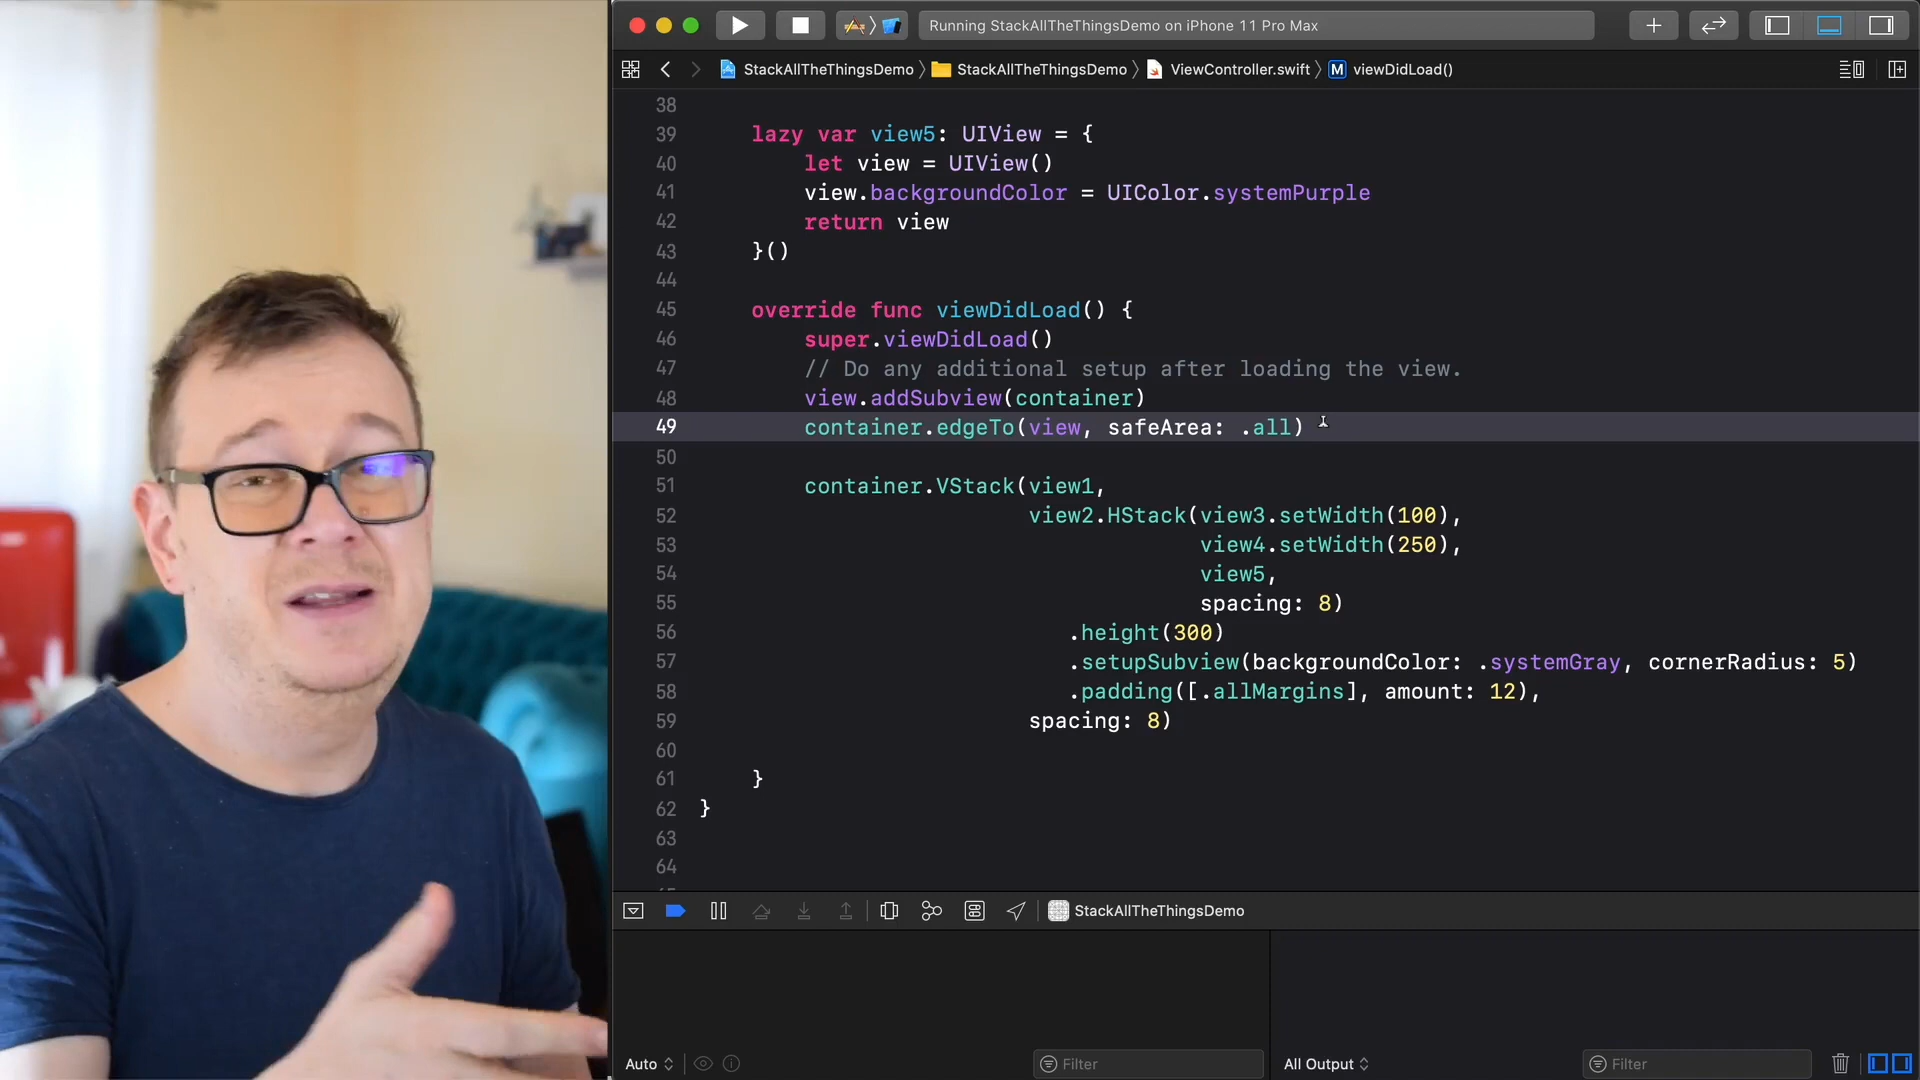 Running StackAllTheThingsDemo on iPhone 11 Pro Max
StackAllTheThingsDemo
StackAllTheThingsDemo
ViewController.swift
M viewDidLoad()
38
39 lazy var view5: UIView = {
40 let view = UIView()
41 view.backgroundColor = UIColor.systemPurple
42 return view
43 }()
44
45 override func viewDidLoad() {
46 super.viewDidLoad()
47 // Do any additional setup after loading the view.
48 view.addSubview(container)
49 container.edgeTo(view, safeArea: .all)
50
51 container.VStack(view1,
52 view2.HStack(view3.setWidth(100),
53 view4.setWidth(250),
54 view5,
55 spacing: 8)
56 .height(300)
57 .setupSubview(backgroundColor: .systemGray, cornerRadius: 5)
58 .padding([.allMargins], amount: 12),
59 spacing: 8)
60
61 }
62 }
63
64
StackAllTheThingsDemo
Auto
Filter
All Output
Filter